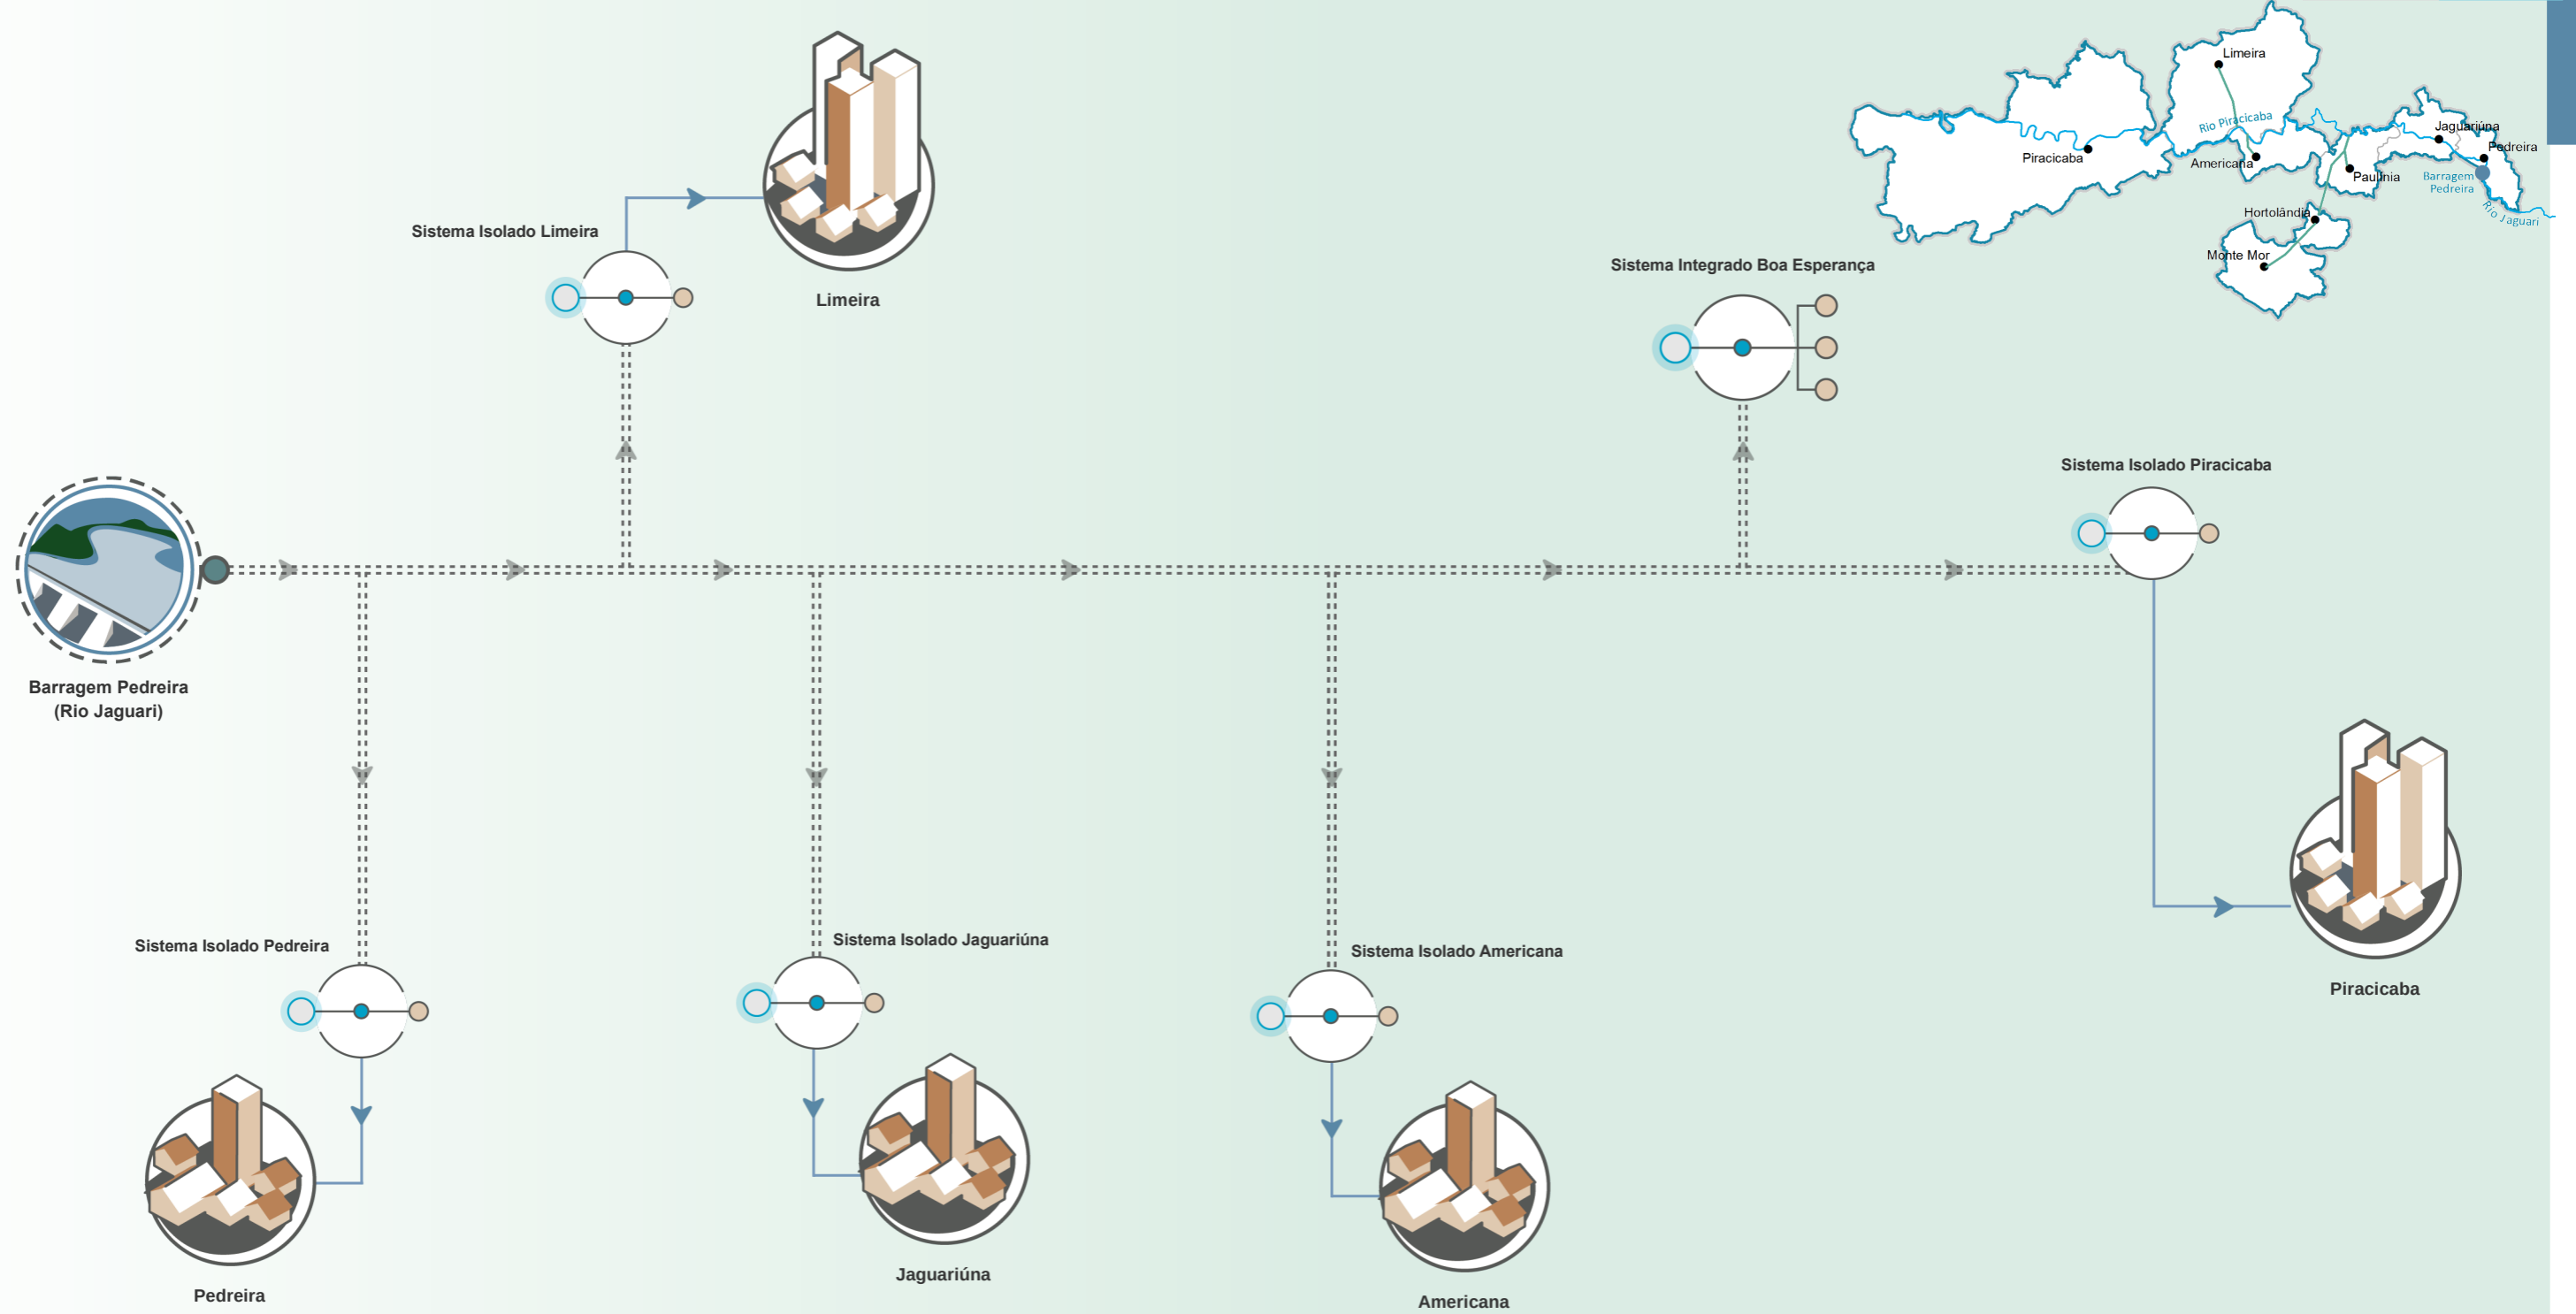 Limeira
Rio Piracicaba
Jaguariúna
Pedreira
Piracicaba
Americana
Paulínia
Barragem
Pedreira
Rio Jaguari
Hortolândia
Monte Mor
Sistema Isolado Limeira
Limeira
Sistema Integrado Boa Esperança
Sistema Isolado Piracicaba
Barragem Pedreira
(Rio Jaguari)
Sistema Isolado Pedreira
Sistema Isolado Jaguariúna
Sistema Isolado Americana
Piracicaba
Jaguariúna
Pedreira
Americana